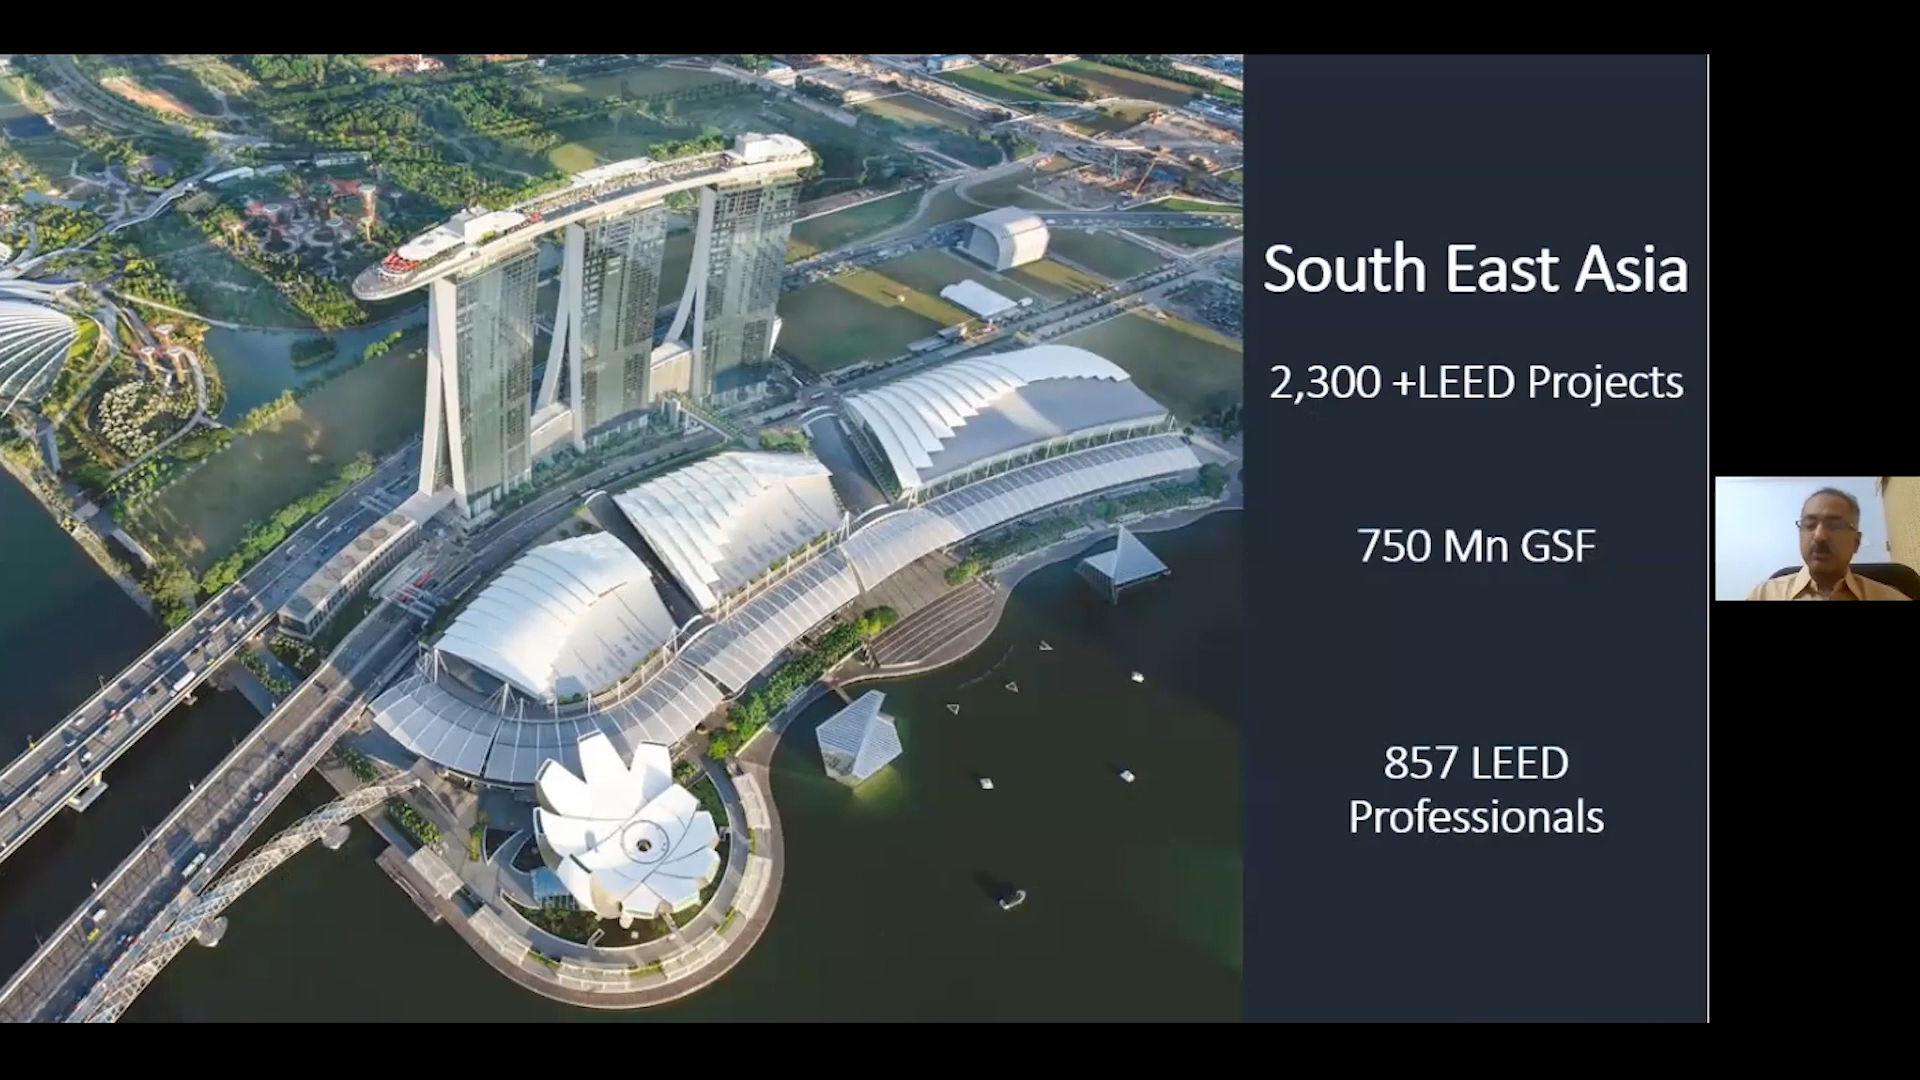 South East Asia
2,300 +LEED Projects
750 Mn GSF
857 LEED
Professionals